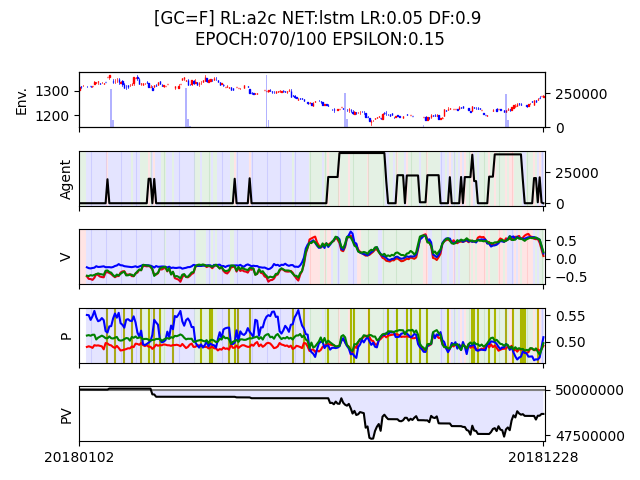 [GC=F] RL:a2c NET:lstm LR:0.05 DF:0.9
EPOCH:070/100 EPSILON:0.15
Env.
1300
1200
250000
0
Agent
25000
0
V
0.5
0.0
−0.5
P
0.55
0.50
PV
50000000
47500000
20180102
20181228